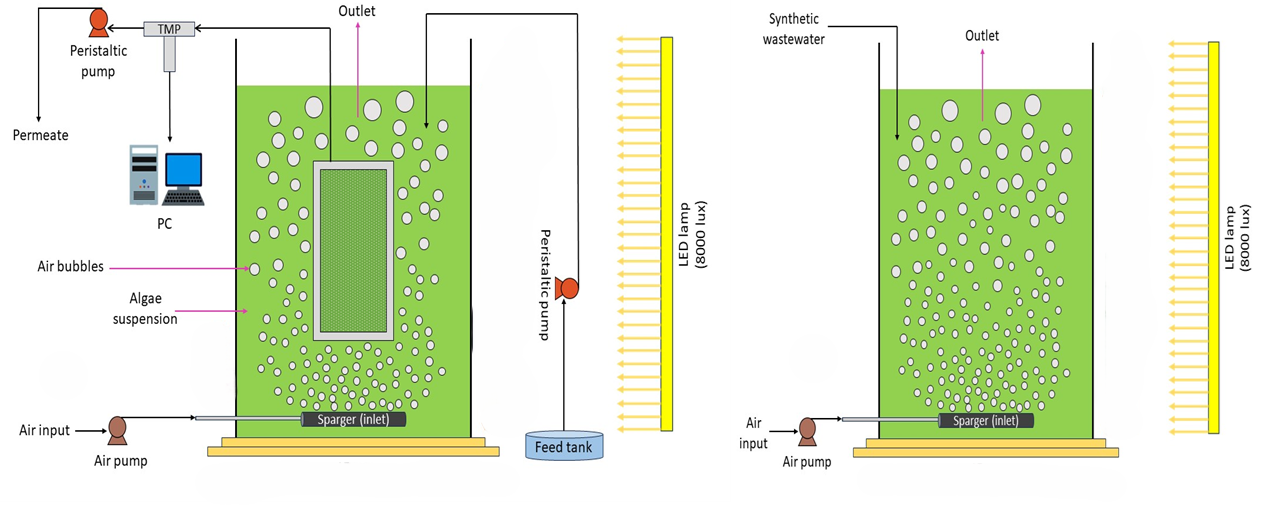 Outlet
TMP
Peristaltic
pump
Permeate
PC
Air bubbles
Algae
suspension
Air input
Air pump
Sparger (inlet)
Peristaltic pump
Feed tank
LED lamp
(8000 lux)
Synthetic
wastewater
Outlet
Air
input
Air pump
Sparger (inlet)
LED lamp
(8000 lux)